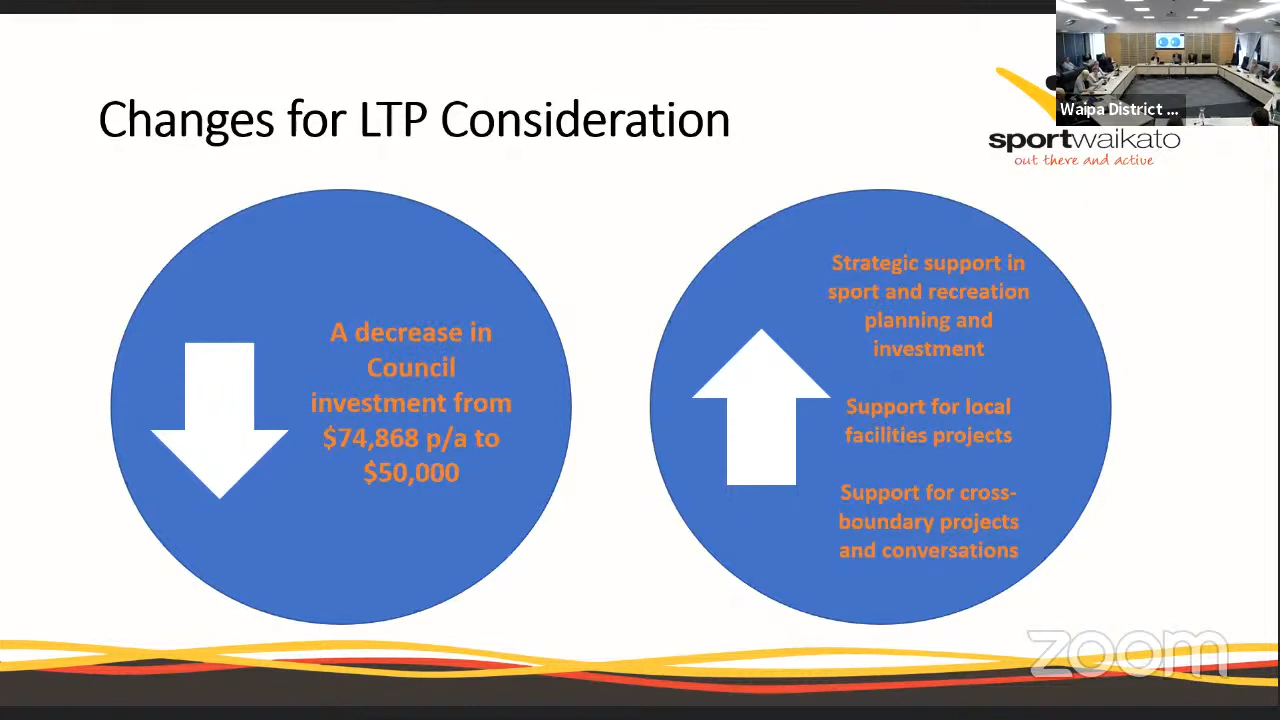 Changes for LTP Consideration
Waipa District ...
sportwaikato
out there and active
A decrease in
Council
investment from
$74,868 p/a to
$50,000
Strategic support in
sport and recreation
planning and
investment
Support for local
facilities projects
Support for cross-
boundary projects
and conversations
zoom